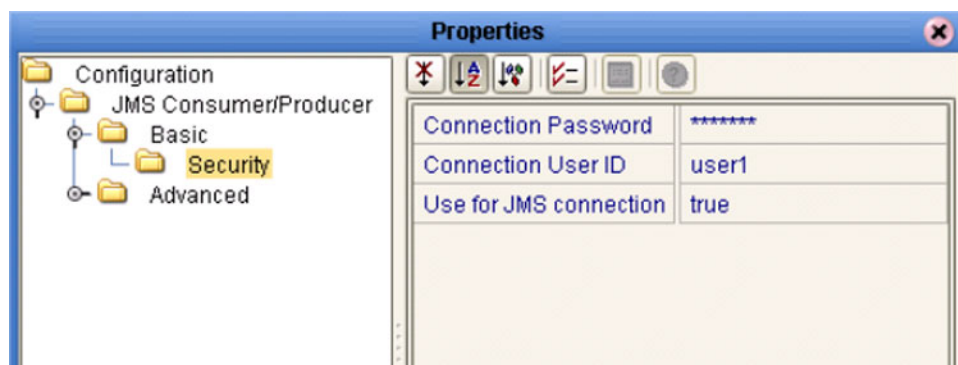 Properties
Configuration
JMS Consumer/Producer
Basic
Security
Advanced
Connection Password *******
Connection User ID user1
Use for JMS connection true